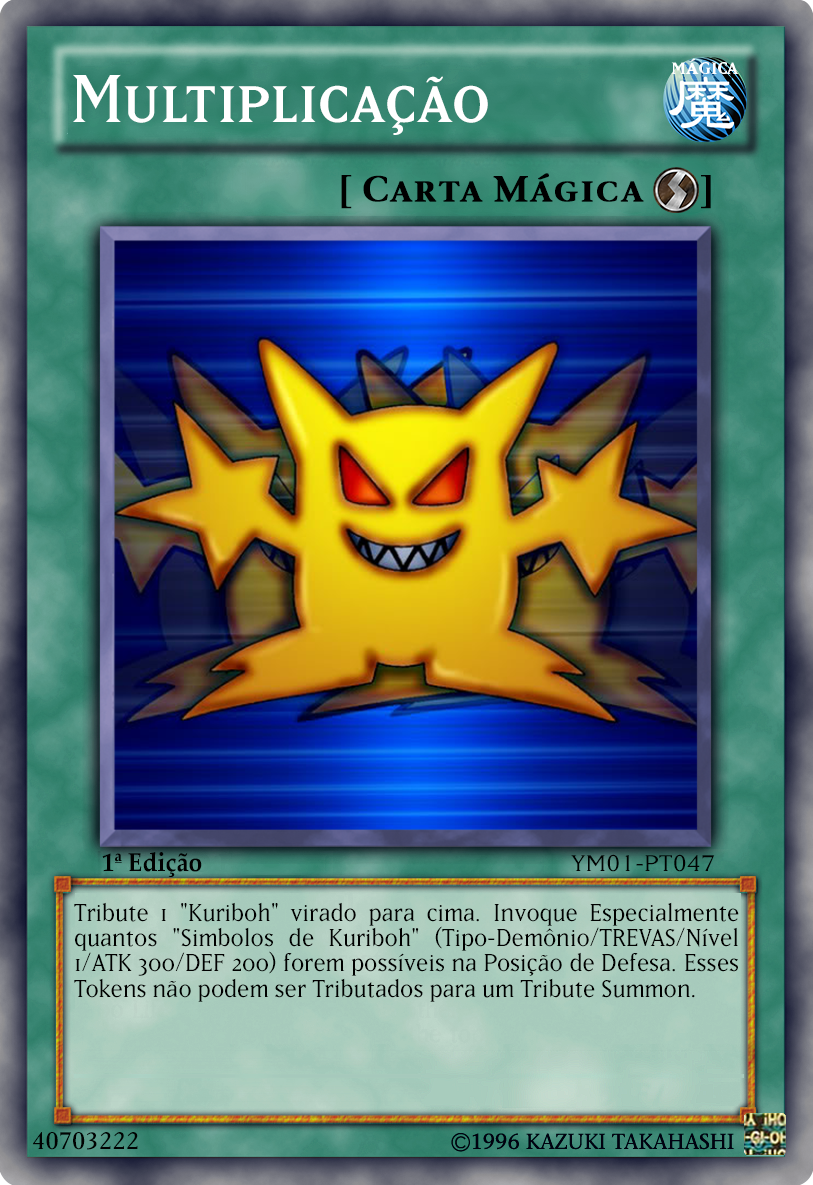 Multiplicação
MÁGICA
魔
[ Carta Mágica ]
1ª Edição
YM01-PT047
Tribute 1 "Kuriboh" virado para cima. Invoque Especialmente
quantos "Simbolos de Kuriboh" (Tipo-Demônio/TREVAS/Nível
1/ATK 300/DEF 200) forem possíveis na Posição de Defesa. Esses
Tokens não podem ser Tributados para um Tribute Summon.
40703222
©1996 KAZUKI TAKAHASHI